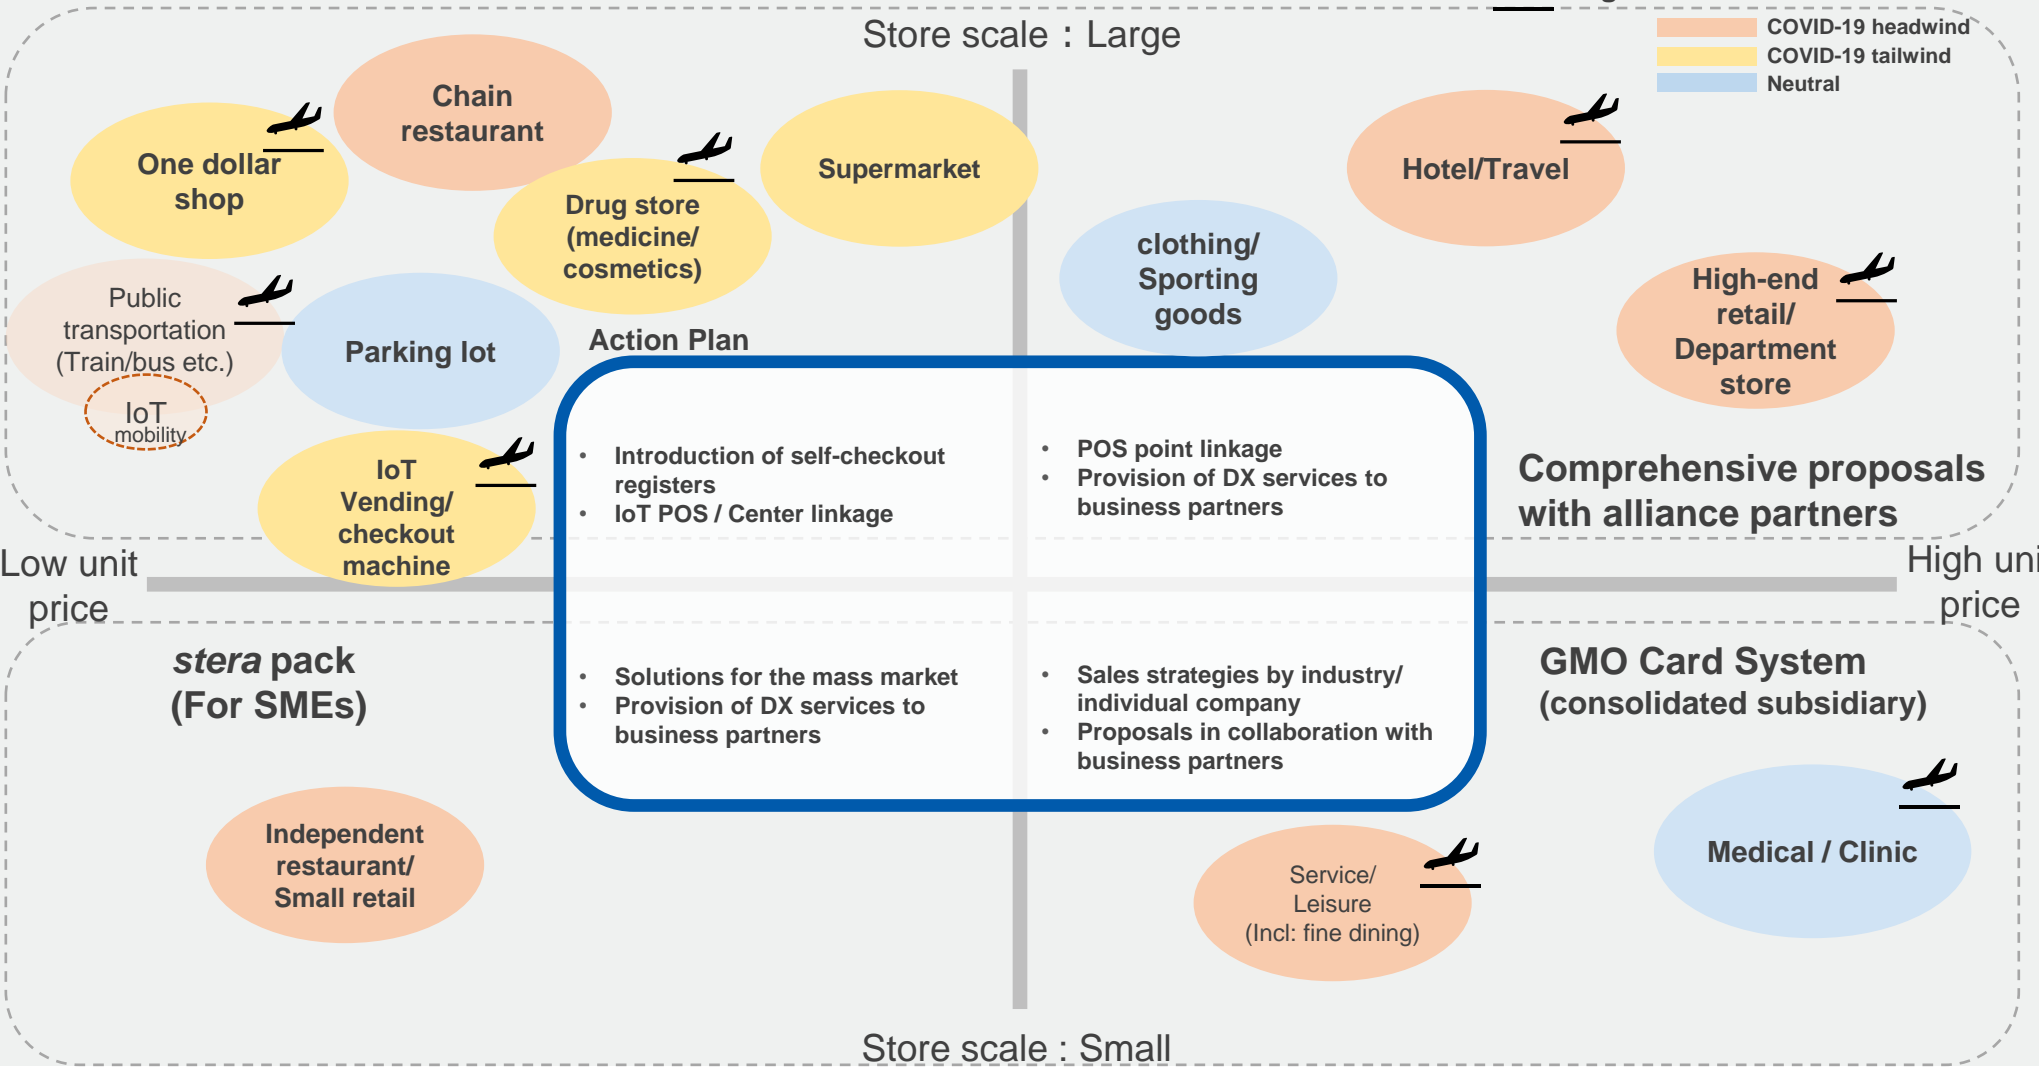 Store scale : Large
COVID-19 headwind
COVID-19 tailwind
Neutral
Chain
restaurant
One dollar
shop
Drug store
(medicine/
cosmetics)
Supermarket
Hotel/Travel
clothing/
Sporting
goods
High-end
retail/
Department
store
Public
transportation
(Train/bus etc.)
IoT
mobility
Parking lot
IoT
Vending/
checkout
machine
Action Plan
• Introduction of self-checkout
registers
• IoT POS / Center linkage
• POS point linkage
• Provision of DX services to
business partners
Comprehensive proposals
with alliance partners
Low unit
price
High uni
price
stera pack
(For SMEs)
• Solutions for the mass market
• Provision of DX services to
business partners
• Sales strategies by industry/
individual company
• Proposals in collaboration with
business partners
GMO Card System
(consolidated subsidiary)
Independent
restaurant/
Small retail
Service/
Leisure
(Incl: fine dining)
Medical / Clinic
Store scale : Small